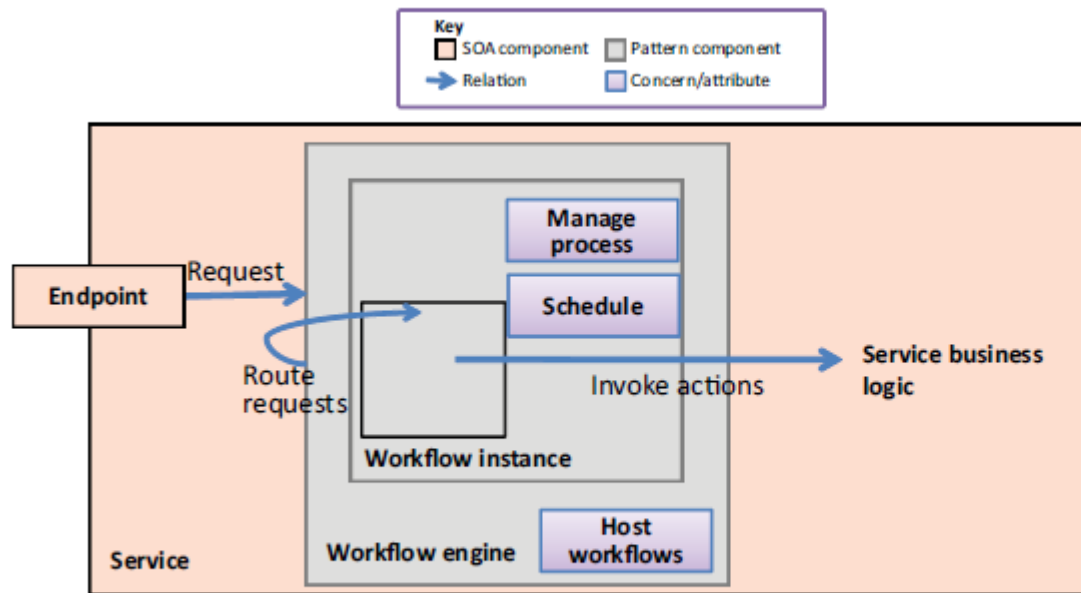 Key
SOA component
Pattern component
Relation
Concern/attribute
Manage
process
Request
Endpoint
Schedule
Route
requests
Invoke actions
Service business
logic
Workflow instance
Host
workflows
Workflow engine
Service